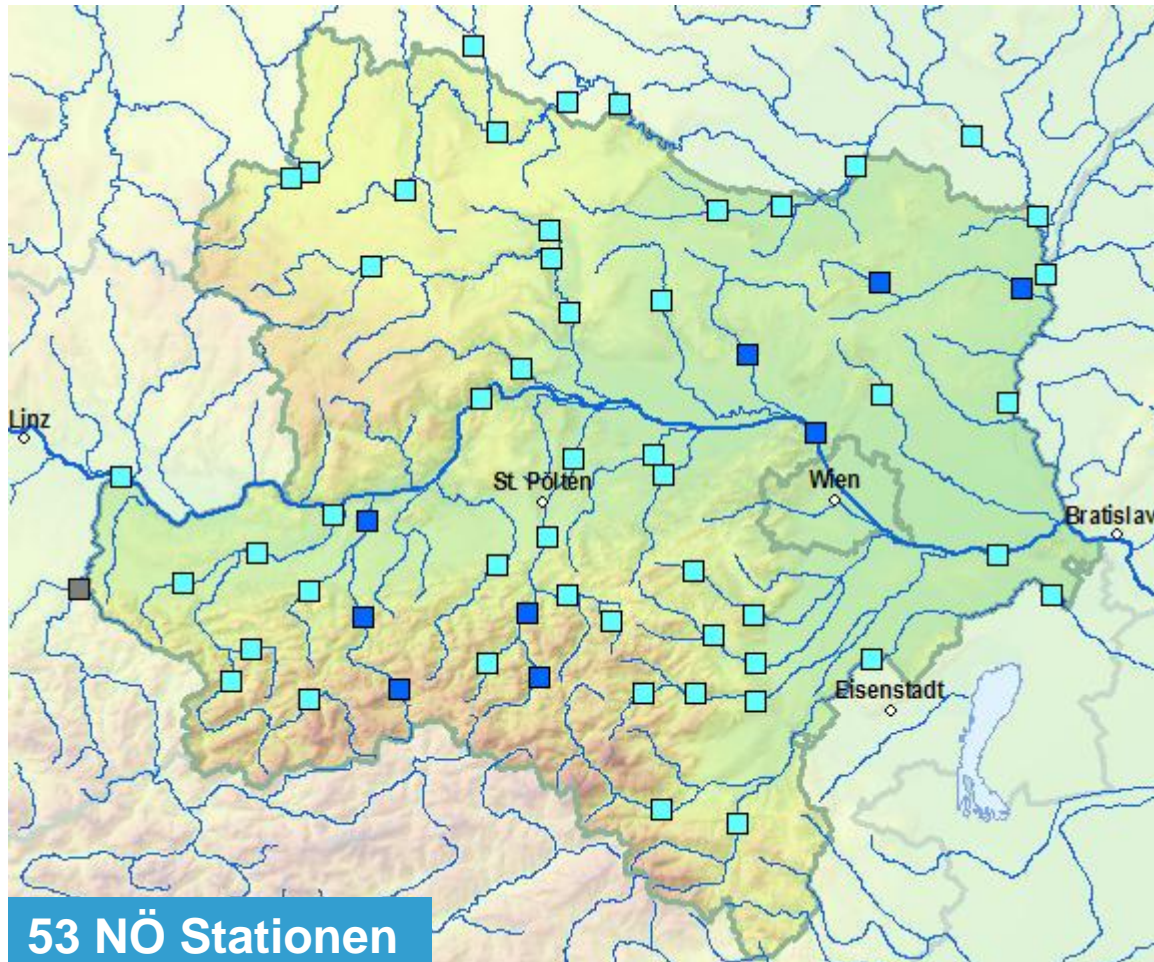 Linz
St. Pölten
Wien
Bratislav
Eisenstadt
53 NÖ Stationen